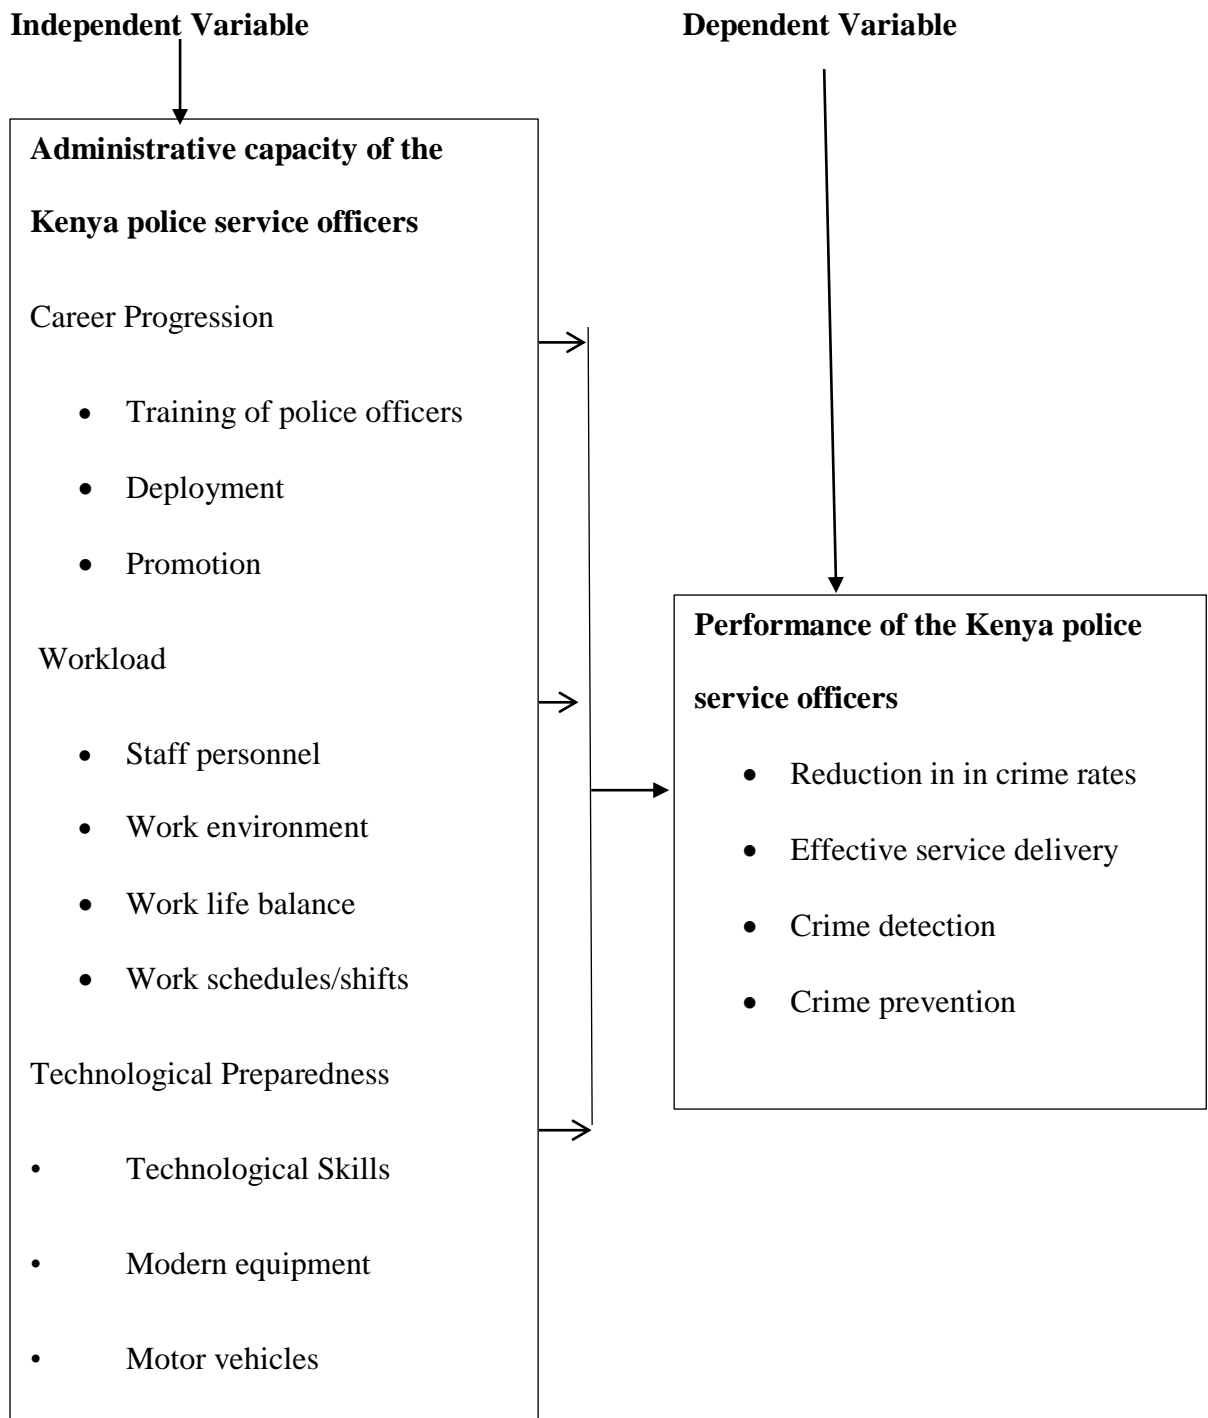 Independent Variable
Dependent Variable
Administrative capacity of the
Kenya police service officers
Career Progression
• Training of police officers
• Deployment
• Promotion
Workload
• Staff personnel
• Work environment
• Work life balance
• Work schedules/shifts
Technological Preparedness
• Technological Skills
• Modern equipment
• Motor vehicles
Performance of the Kenya police
service officers
• Reduction in in crime rates
• Effective service delivery
• Crime detection
• Crime prevention